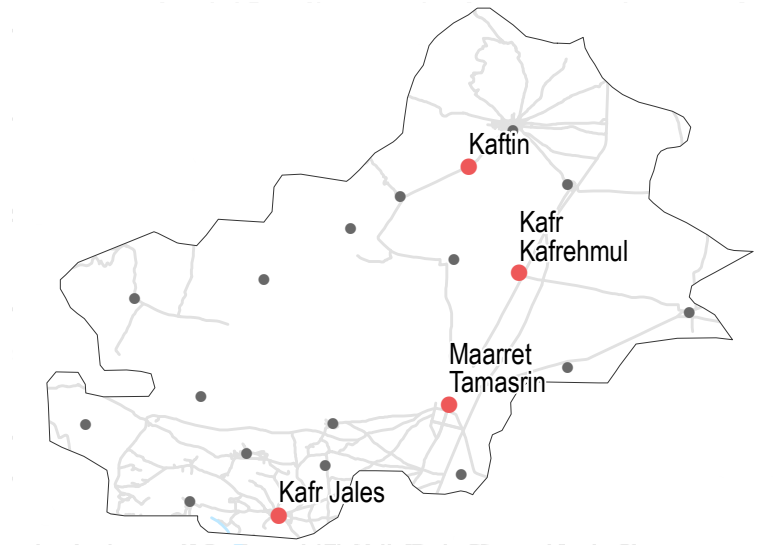 Kaftin
Kafr
Kafrehmul
Maarret
Tamasrin
Kafr Jales